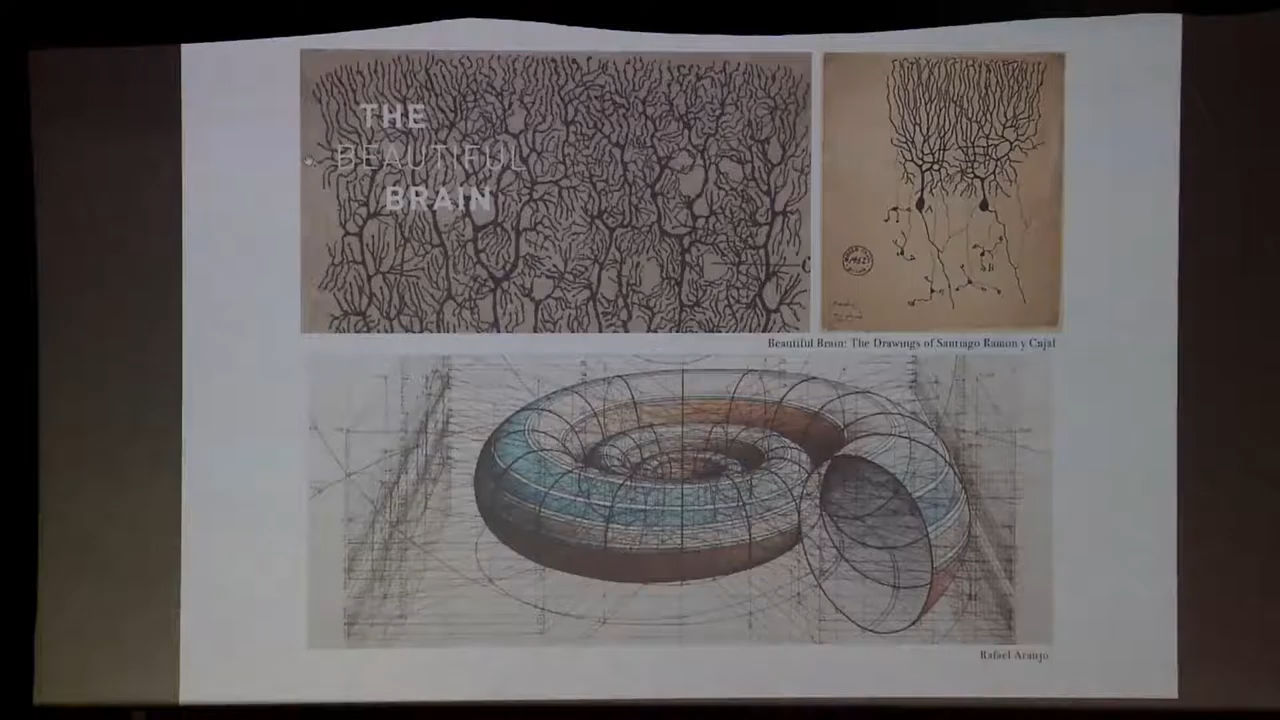 THE
BEAUTIFUL
BRAIN
Beautiful Brain: The Drawings of Santiago Ramon y Cajal
Rafael Araujo